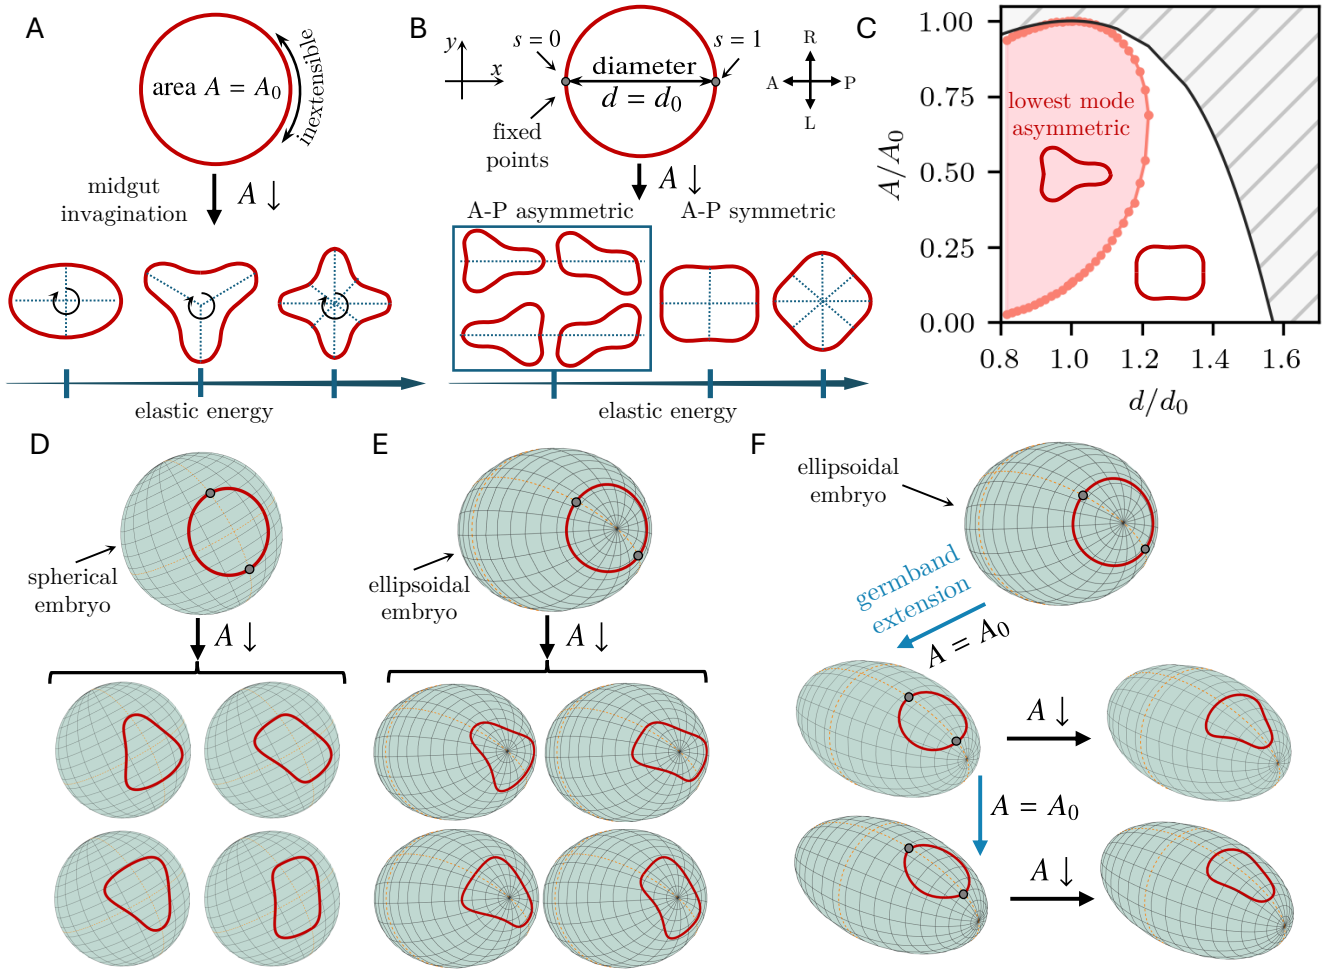 A
area A = A₀
inextensible
midgut
invagination
A ↓
elastic energy
B
y
x
s = 0
s = 1
diameter
d = d₀
fixed
points
R
A
P
L
A ↓
A-P asymmetric
A-P symmetric
elastic energy
C
A/A₀
1.00
0.75
0.50
0.25
0.00
lowest mode
asymmetric
0.8
1.0
1.2
1.4
1.6
d/d₀
D
spherical
embryo
A ↓
E
ellipsoidal
embryo
A ↓
F
ellipsoidal
embryo
germband
extension
A = A₀
A ↓
A = A₀
A ↓